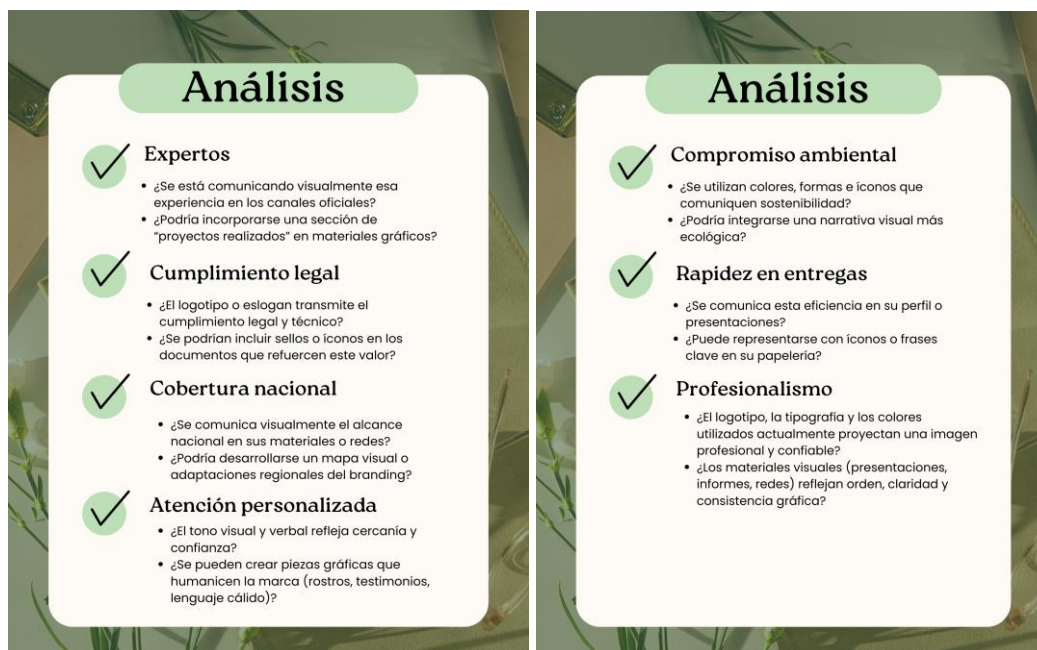 Análisis
Expertos
• ¿Se está comunicando visualmente esa
experiencia en los canales oficiales?
• ¿Podría incorporarse una sección de
“proyectos realizados” en materiales gráficos?
Cumplimiento legal
• ¿El logotipo o eslogan transmite el
cumplimiento legal y técnico?
• ¿Se podrían incluir sellos o íconos en los
documentos que refuercen este valor?
Cobertura nacional
• ¿Se comunica visualmente el alcance
nacional en sus materiales o redes?
• ¿Podría desarrollarse un mapa visual o
adaptaciones regionales del branding?
Atención personalizada
• ¿El tono visual y verbal refleja cercanía y
confianza?
• ¿Se pueden crear piezas gráficas que
humanicen la marca (rostros, testimonios,
lenguaje cálido)?
Análisis
Compromiso ambiental
• ¿Se utilizan colores, formas e íconos que
comuniquen sostenibilidad?
• ¿Podría integrarse una narrativa visual más
ecológica?
Rapidez en entregas
• ¿Se comunica esta eficiencia en su perfil o
presentaciones?
• ¿Puede representarse con íconos o frases
clave en su papelería?
Profesionalismo
• ¿El logotipo, la tipografía y los colores
utilizados actualmente proyectan una imagen
profesional y confiable?
• ¿Los materiales visuales (presentaciones,
informes, redes) reflejan orden, claridad y
consistencia gráfica?